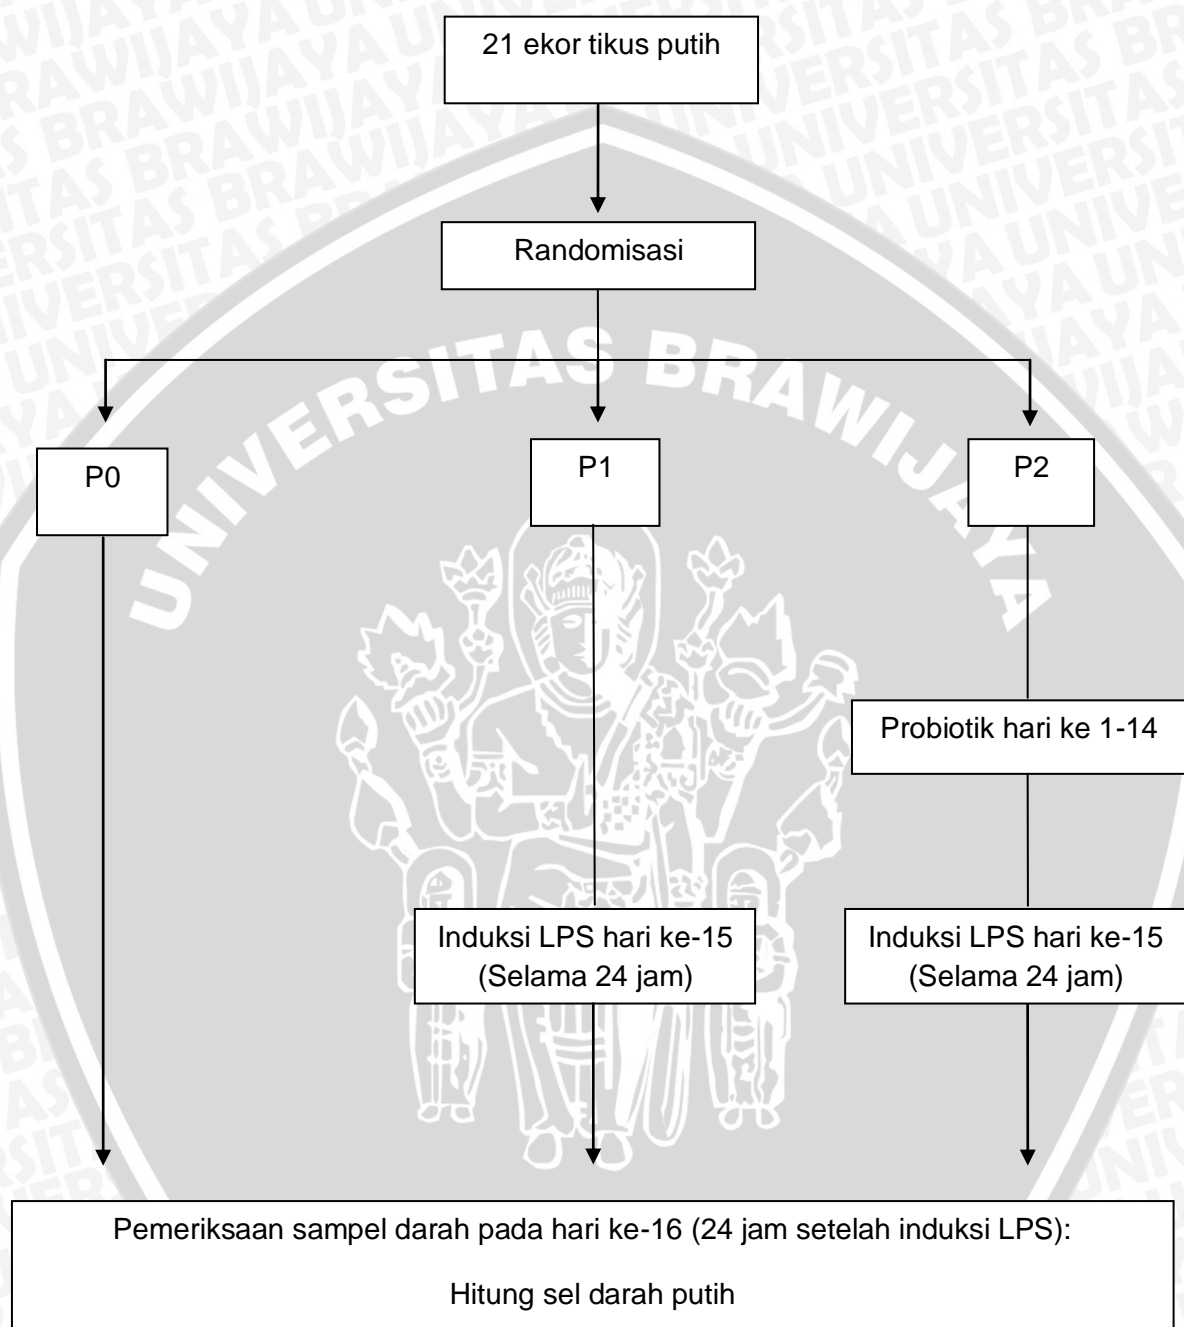 21 ekor tikus putih
Randomisasi
UNIVERSITAS BRAWIJAYA
P0
P1
P2
Probiotik hari ke 1-14
Induksi LPS hari ke-15
(Selama 24 jam)
Induksi LPS hari ke-15
(Selama 24 jam)
Pemeriksaan sampel darah pada hari ke-16 (24 jam setelah induksi LPS):
Hitung sel darah putih